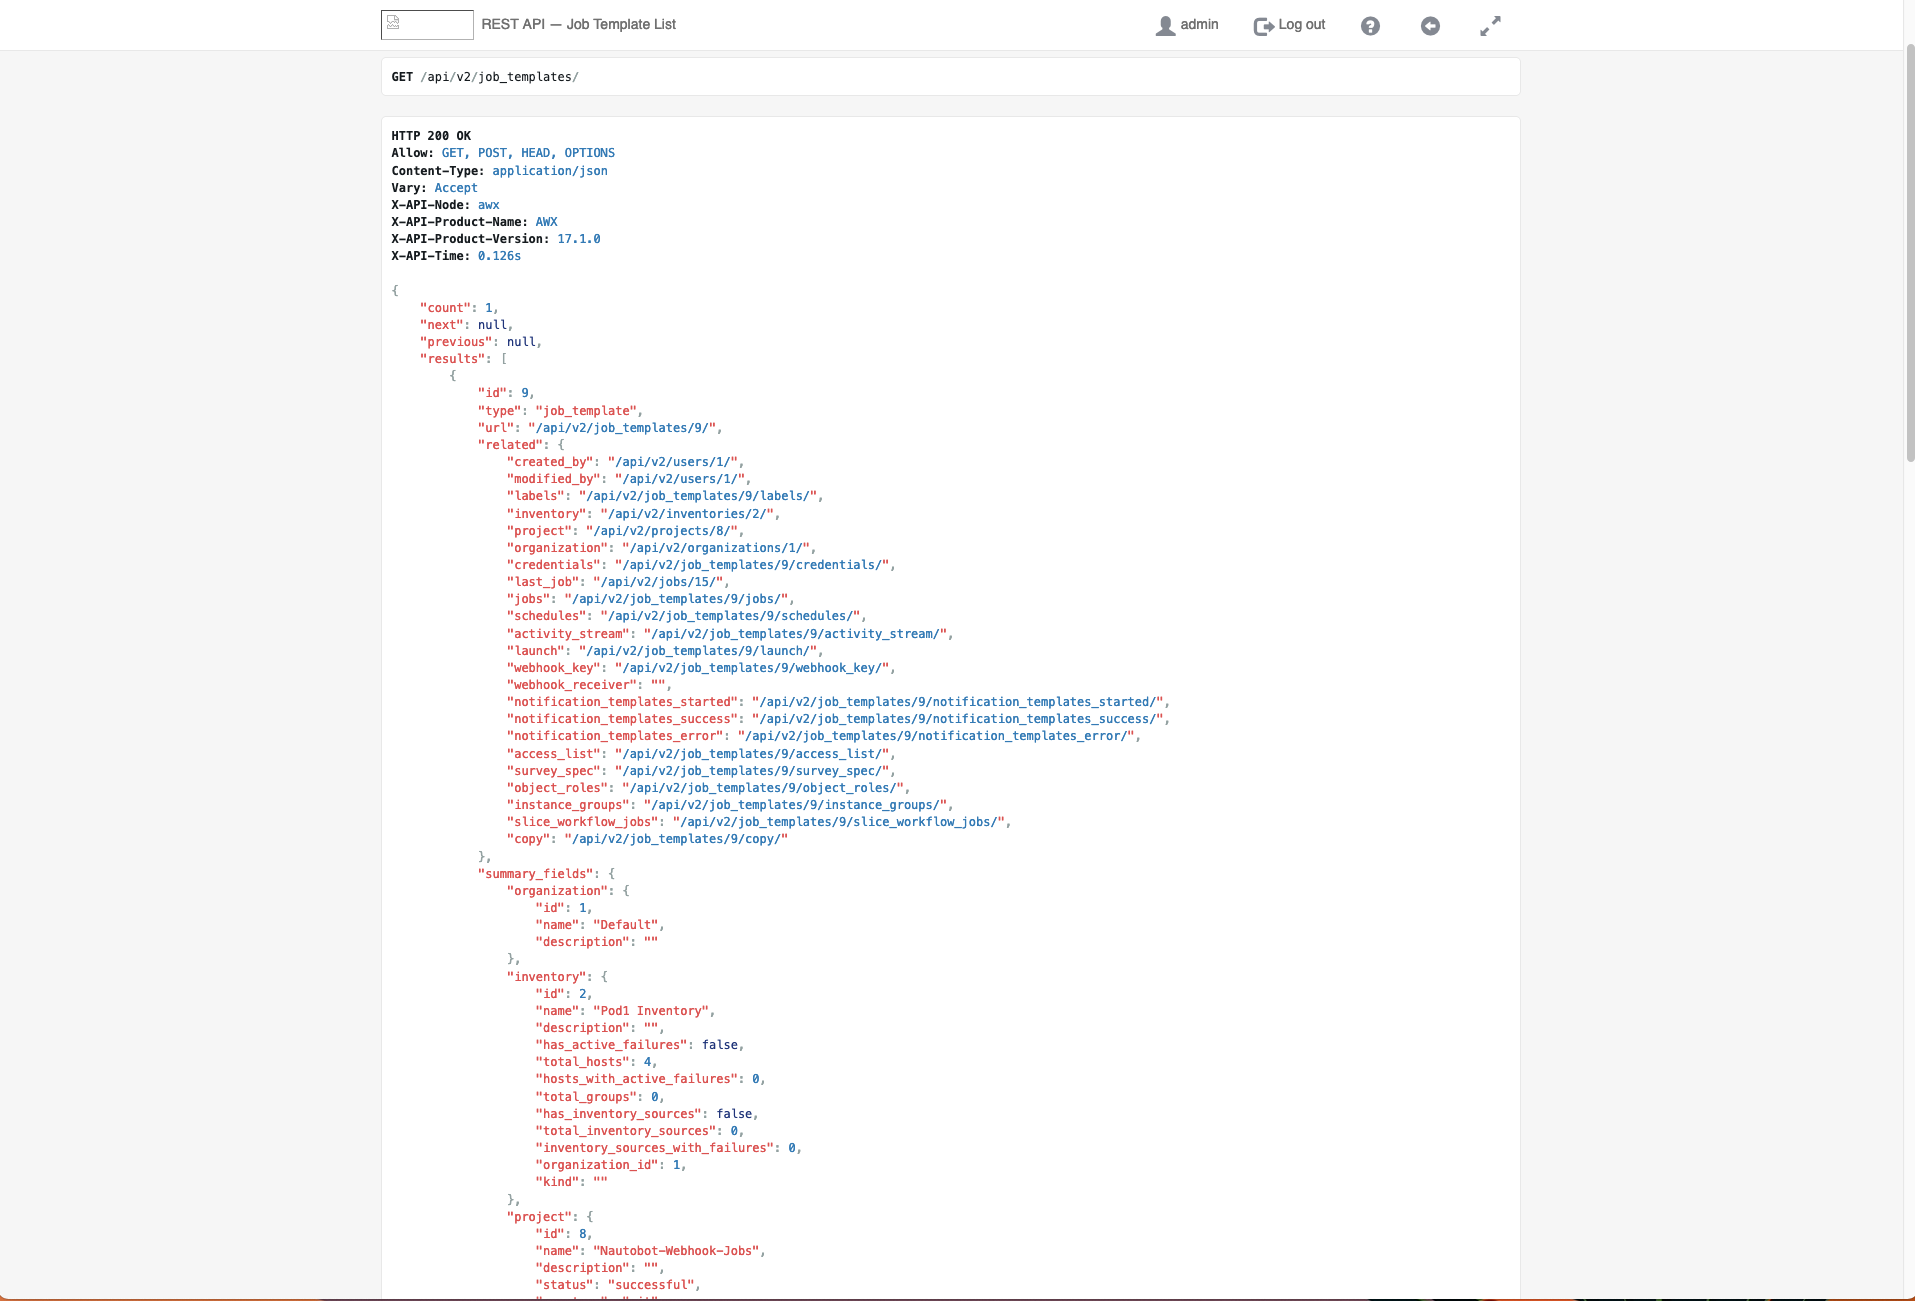 REST API — Job Template List
admin
Log out
GET /api/v2/job_templates/
HTTP 200 OK
Allow: GET, POST, HEAD, OPTIONS
Content-Type: application/json
Vary: Accept
X-API-Node: awx
X-API-Product-Name: AWX
X-API-Product-Version: 17.1.0
X-API-Time: 0.126s
{
"count": 1,
"next": null,
"previous": null,
"results": [
{
"id": 9,
"type": "job_template",
"url": "/api/v2/job_templates/9/",
"related": {
"created_by": "/api/v2/users/1/",
"modified_by": "/api/v2/users/1/",
"labels": "/api/v2/job_templates/9/labels/",
"inventory": "/api/v2/inventories/2/",
"project": "/api/v2/projects/8/",
"organization": "/api/v2/organizations/1/",
"credentials": "/api/v2/job_templates/9/credentials/",
"last_job": "/api/v2/jobs/15/",
"jobs": "/api/v2/job_templates/9/jobs/",
"schedules": "/api/v2/job_templates/9/schedules/",
"activity_stream": "/api/v2/job_templates/9/activity_stream/",
"launch": "/api/v2/job_templates/9/launch/",
"webhook_key": "/api/v2/job_templates/9/webhook_key/",
"webhook_receiver": "",
"notification_templates_started": "/api/v2/job_templates/9/notification_templates_started/",
"notification_templates_success": "/api/v2/job_templates/9/notification_templates_success/",
"notification_templates_error": "/api/v2/job_templates/9/notification_templates_error/",
"access_list": "/api/v2/job_templates/9/access_list/",
"survey_spec": "/api/v2/job_templates/9/survey_spec/",
"object_roles": "/api/v2/job_templates/9/object_roles/",
"instance_groups": "/api/v2/job_templates/9/instance_groups/",
"slice_workflow_jobs": "/api/v2/job_templates/9/slice_workflow_jobs/",
"copy": "/api/v2/job_templates/9/copy/"
},
"summary_fields": {
"organization": {
"id": 1,
"name": "Default",
"description": ""
},
"inventory": {
"id": 2,
"name": "Pod1 Inventory",
"description": "",
"has_active_failures": false,
"total_hosts": 4,
"hosts_with_active_failures": 0,
"total_groups": 0,
"has_inventory_sources": false,
"total_inventory_sources": 0,
"inventory_sources_with_failures": 0,
"organization_id": 1,
"kind": ""
},
"project": {
"id": 8,
"name": "Nautobot-Webhook-Jobs",
"description": "",
"status": "successful",